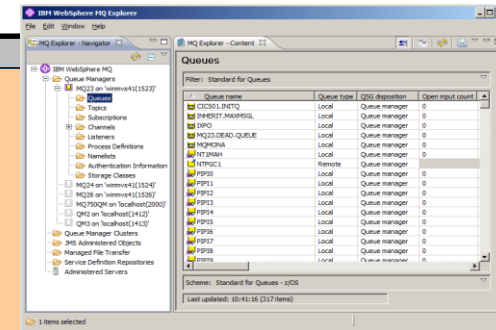 IBM WebSphere MQ Explorer
File Edit Window Help
MQ Explorer - Navigator
MQ Explorer - Content
IBM WebSphere MQ
Queue Managers
MQ23 on 'winmvs41(1523)'
Queues
Topics
Subscriptions
Channels
Listeners
Process Definitions
Namelists
Authentication Information
Storage Classes
MQ24 on 'winmvs41(1524)'
MQ26 on 'winmvs41(1526)'
MQ750QM on 'localhost(2000)'
QM2 on 'localhost(1412)'
QM3 on 'localhost(1413)'
Queue Manager Clusters
JMS Administered Objects
Managed File Transfer
Service Definition Repositories
Administered Servers
Queues
Filter: Standard for Queues
Queue name Queue type QSG disposition Open input count
CICS01.INITQ Local Queue manager 0
INHERIT.MAXMSGL Local Queue manager 0
IXPO Local Queue manager 0
MQ23.DEAD.QUEUE Local Queue manager 0
MQMONA Local Queue manager 0
NT1MAH Local Queue manager 0
NTPGC1 Remote Queue manager
PIPI0 Local Queue manager 0
PIPI1 Local Queue manager 0
PIPI2 Local Queue manager 0
PIPI3 Local Queue manager 0
PIPI4 Local Queue manager 0
PIPI5 Local Queue manager 0
PIPI6 Local Queue manager 0
PIPI7 Local Queue manager 0
PIPI8 Local Queue manager 0
PIPI9 Local Queue manager 0
Scheme: Standard for Queues - z/OS
Last updated: 10:41:16 (317 items)
1 items selected